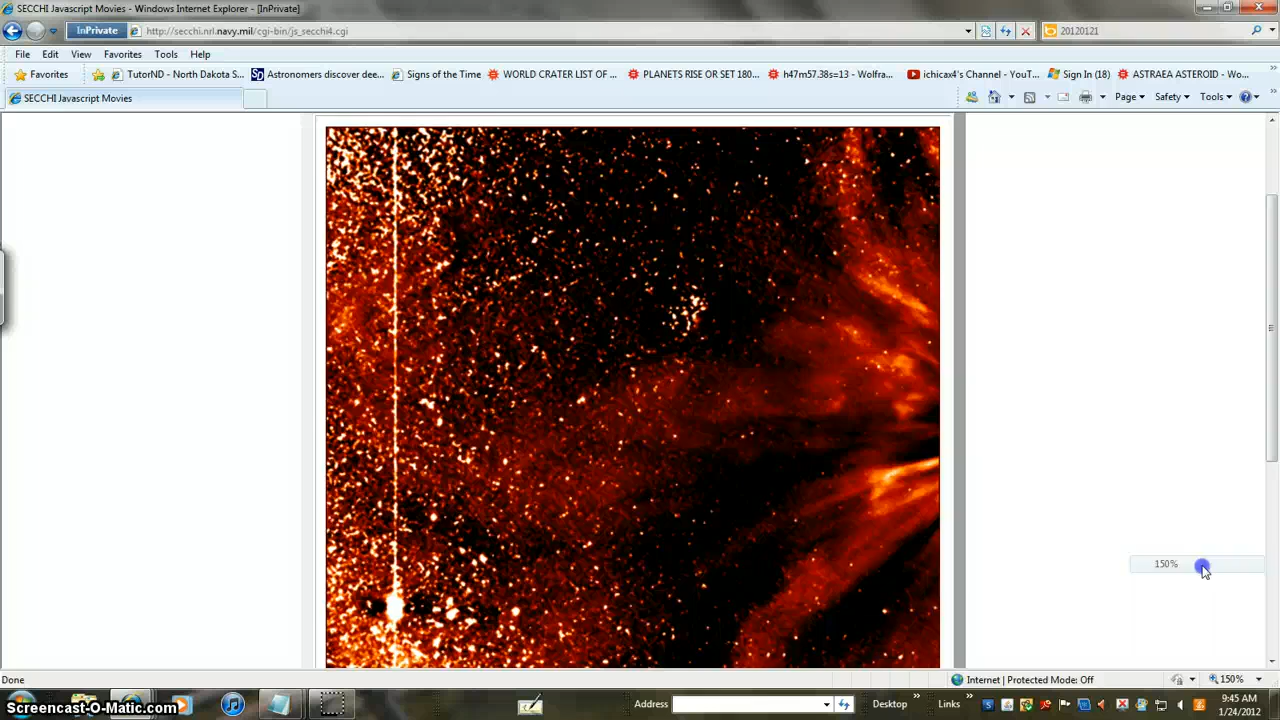 SECCHI Javascript Movies - Windows Internet Explorer - [InPrivate]
InPrivate http://secchi.nrl.navy.mil/cgi-bin/js_secchi4.cgi 20120121
File Edit View Favorites Tools Help
Favorites TutorND - North Dakota S... Astronomers discover dee... Signs of the Time WORLD CRATER LIST OF ... PLANETS RISE OR SET 180... h47m57.38s=13 - Wolfra... ichicax4's Channel - YouT... Sign In (18) ASTRAEA ASTEROID - Wo...
SECCHI Javascript Movies
Page Safety Tools
150%
Done Internet | Protected Mode: Off 150%
Address Desktop Links 9:45 AM
1/24/2012
Screencast-O-Matic.com